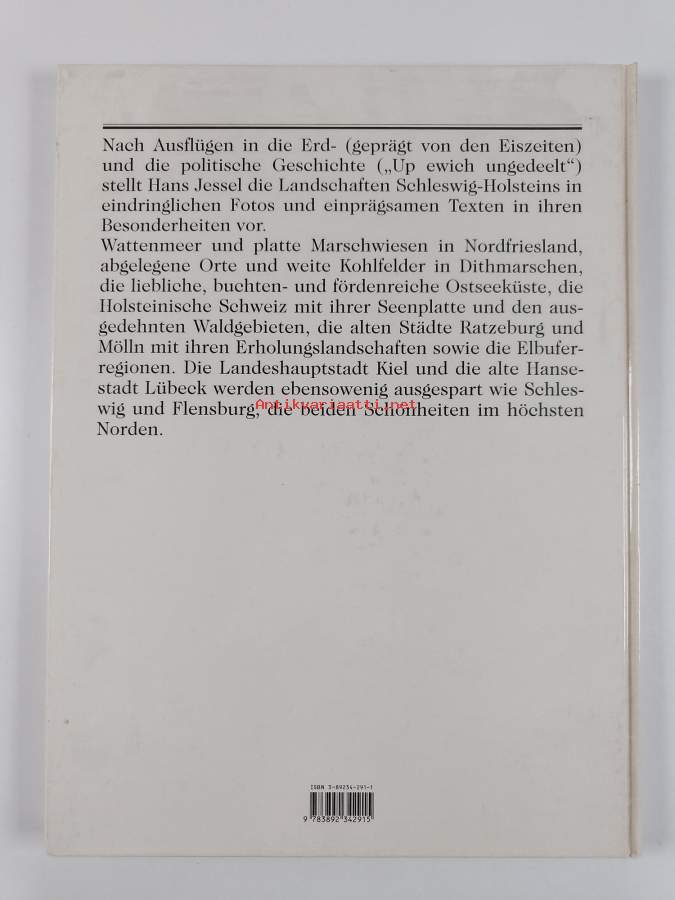 Nach Ausflügen in die Erd- (geprägt von den Eiszeiten)
und die politische Geschichte („Up ewich ungedeelt“)
stellt Hans Jessel die Landschaften Schleswig-Holsteins in
eindringlichen Fotos und einprägsamen Texten in ihren
Besonderheiten vor.
Wattenmeer und platte Marschwiesen in Nordfriesland,
abgelegene Orte und weite Kohlfelder in Dithmarschen,
die liebliche, buchten- und fördenreiche Ostseeküste, die
Holsteinische Schweiz mit ihrer Seenplatte und den aus-
gedehnten Waldgebieten, die alten Städte Ratzeburg und
Mölln mit ihren Erholungslandschaften sowie die Elbufer-
regionen. Die Landeshauptstadt Kiel und die alte Hanse-
stadt Lübeck werden ebensowenig ausgespart wie Schles-
wig und Flensburg, die beiden Schönheiten im höchsten
Norden.
Antikvariaatti.net
ISBN 3-89234-291-1
9 783892 342915